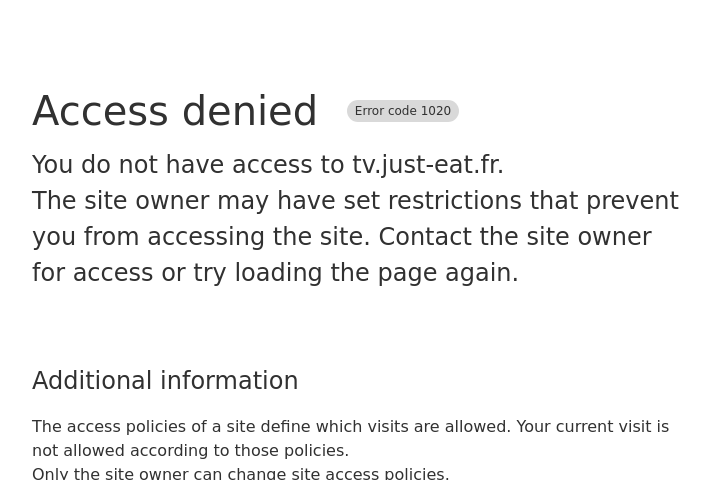 Access denied
Error code 1020
You do not have access to tv.just-eat.fr.
The site owner may have set restrictions that prevent
you from accessing the site. Contact the site owner
for access or try loading the page again.
Additional information
The access policies of a site define which visits are allowed. Your current visit is
not allowed according to those policies.
Only the site owner can change site access policies.